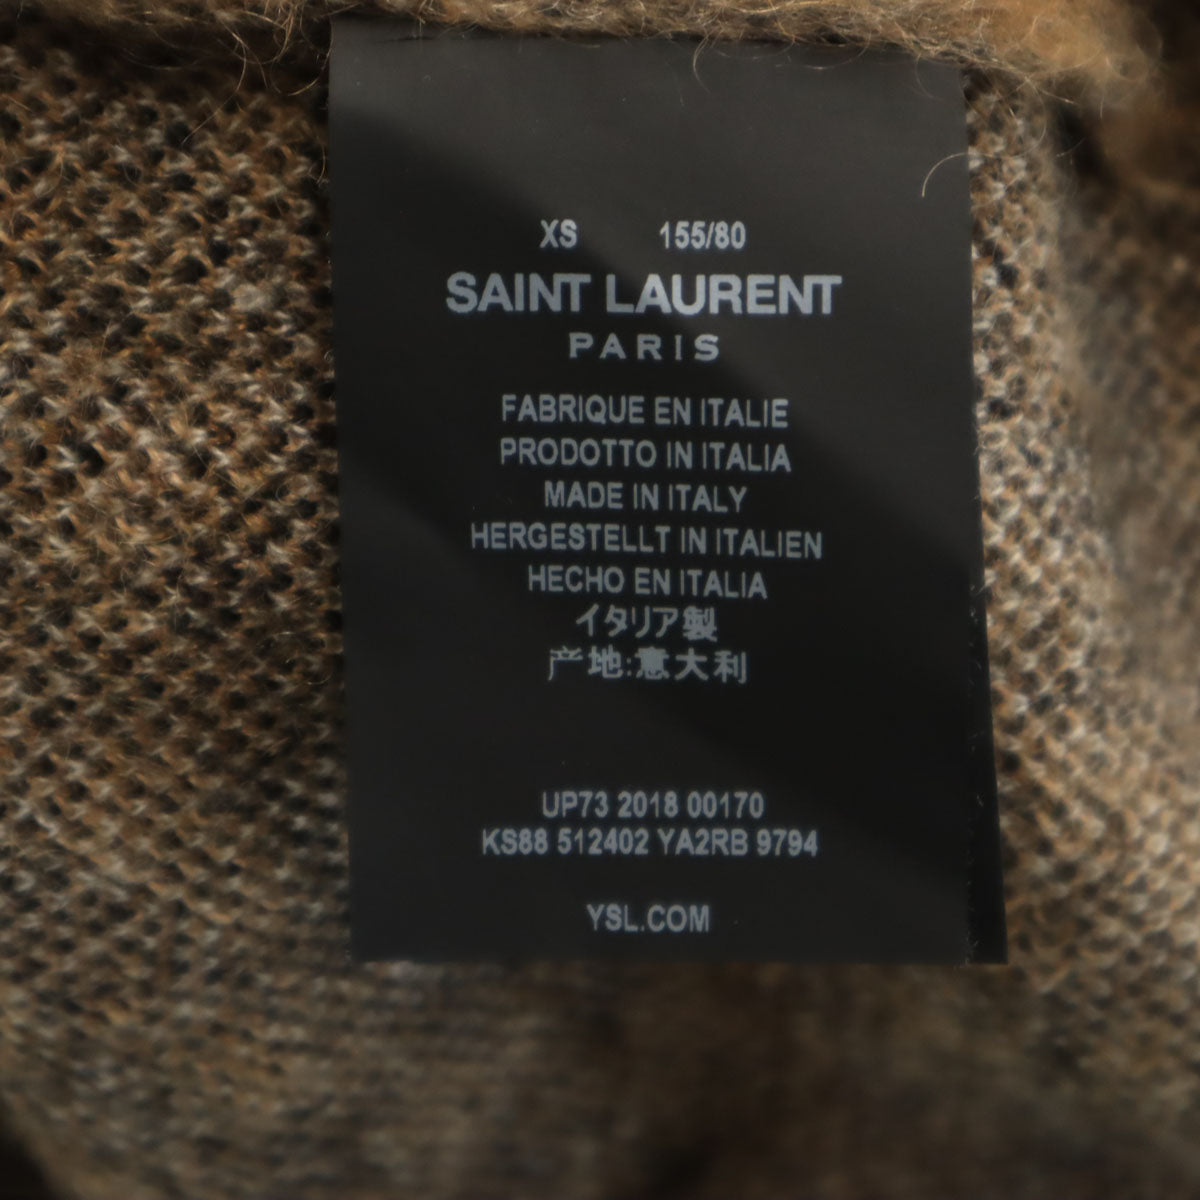 XS 155/80
SAINT LAURENT
PARIS
FABRIQUE EN ITALIE
PRODOTTO IN ITALIA
MADE IN ITALY
HERGESTELLT IN ITALIEN
HECHO EN ITALIA
イタリア製
产地:意大利
UP73 2018 00170
KS88 512402 YA2RB 9794
YSL.COM